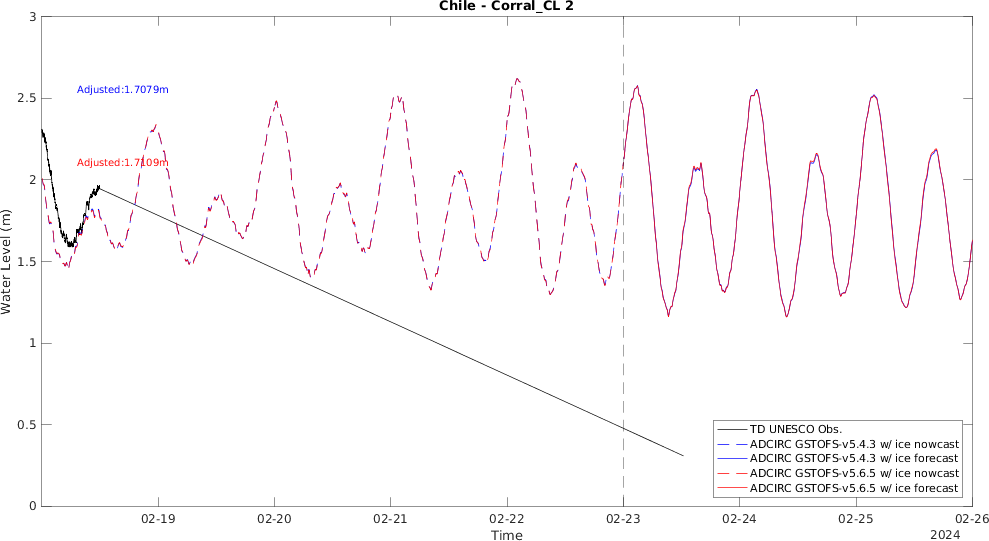 Chile - Corral_CL 2
3
2.5
2
1.5
1
0.5
0
Water Level (m)
Adjusted:1.7079m
Adjusted:1.7109m
TD UNESCO Obs.
ADCIRC GSTOFS-v5.4.3 w/ ice nowcast
ADCIRC GSTOFS-v5.4.3 w/ ice forecast
ADCIRC GSTOFS-v5.6.5 w/ ice nowcast
ADCIRC GSTOFS-v5.6.5 w/ ice forecast
02-19 02-20 02-21 02-22 02-23 02-24 02-25 02-26
Time
2024